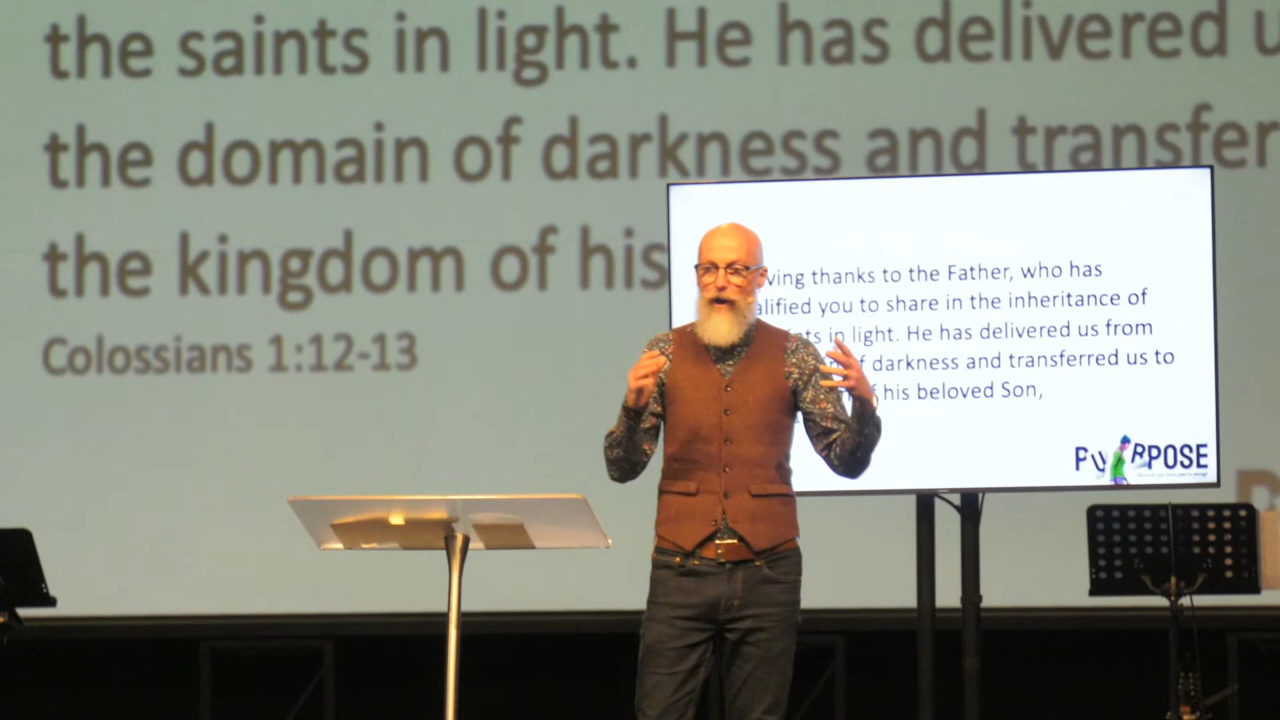 the saints in light. He has delivered u
the domain of darkness and transfer
the kingdom of his
Colossians 1:12-13
ving thanks to the Father, who has
alified you to share in the inheritance of
ts in light. He has delivered us from
f darkness and transferred us to
f his beloved Son,
PURPOSE